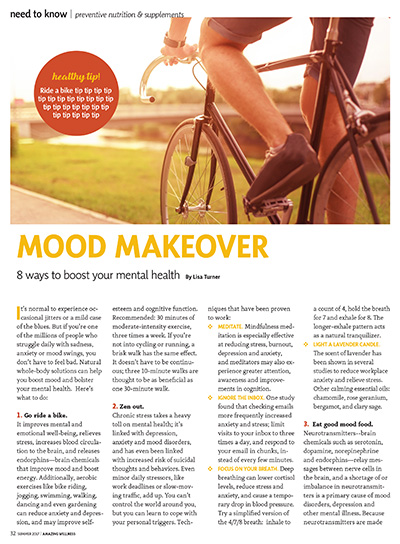 need to know | preventive nutrition & supplements
healthy tip!
Ride a bike tip tip tip tip
tip tip tip tip tip tip tip tip
tip tip tip tip tip tip tip
tip tip tip tip tip
MOOD MAKEOVER
8 ways to boost your mental health By Lisa Turner
It's normal to experience oc-
casional jitters or a mild case
of the blues. But if you're one
of the millions of people who
struggle daily with sadness,
anxiety or mood swings, you
don't have to feel bad. Natural
whole-body solutions can
help you boost mood and bolster
your mental health. Here's
what to do:
1. Go ride a bike.
It improves mental and
emotional well-being, relieves
stress, increases blood circula-
tion to the brain, and releases
endorphins—brain chemicals
that improve mood and boost
energy. Additionally, aerobic
exercises like bike riding,
jogging, swimming, walking,
dancing and even gardening
can reduce anxiety and depres-
sion, and may improve self-
esteem and cognitive function.
Recommended: 30 minutes of
moderate-intensity exercise,
three times a week. If you're
not into cycling or running, a
brisk walk has the same effect.
It doesn't have to be continu-
ous; three 10-minute walks are
thought to be as beneficial as
one 30-minute walk.
2. Zen out.
Chronic stress takes a heavy
toll on mental health; it's
linked with depression,
anxiety and mood disorders,
and has even been linked
with increased risk of suicidal
thoughts and behaviors. Even
minor daily stressors, like
work deadlines or slow-mov-
ing traffic, add up. You can't
control the world around you,
but you can learn to cope with
your personal triggers. Tech-
niques that have been proven
to work:
❖ MEDITATE. Mindfulness med-
itation is especially effective
at reducing stress, burnout,
depression and anxiety,
and meditators may also ex-
perience greater attention,
awareness and improve-
ments in cognition.
❖ IGNORE THE INBOX. One study
found that checking emails
more frequently increased
anxiety and stress; limit
visits to your inbox to three
times a day, and respond to
your email in chunks, in-
stead of every few minutes.
❖ FOCUS ON YOUR BREATH. Deep
breathing can lower cortisol
levels, reduce stress and
anxiety, and cause a tempo-
rary drop in blood pressure.
Try a simplified version of
the 4/7/8 breath: inhale to
a count of 4, hold the breath
for 7 and exhale for 8. The
longer-exhale pattern acts
as a natural tranquilizer.
❖ LIGHT A LAVENDER CANDLE.
The scent of lavender has
been shown in several
studies to reduce workplace
anxiety and relieve stress.
Other calming essential oils:
chamomile, rose geranium,
bergamot, and clary sage.
3. Eat good mood food.
Neurotransmitters—brain
chemicals such as serotonin,
dopamine, norepinephrine
and endorphins—relay mes-
sages between nerve cells in
the brain, and a shortage of or
imbalance in neurotransmit-
ters is a primary cause of mood
disorders, depression and
other mental illness. Because
neurotransmitters are made
32 SUMMER 2017 | AMAZING WELLNESS